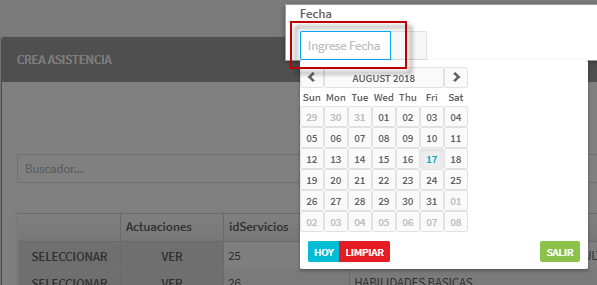 Fecha
Ingrese Fecha
CREA ASISTENCIA
AUGUST 2018
Sun Mon Tue Wed Thu Fri Sat
29 30 31 01 02 03 04
05 06 07 08 09 10 11
12 13 14 15 16 17 18
19 20 21 22 23 24 25
26 27 28 29 30 31 01
02 03 04 05 06 07 08
Buscador...
Actuaciones idServicios
HOY LIMPIAR SALIR
SELECCIONAR VER 25
SELECCIONAR VER 26 HABILIDADES BASICAS